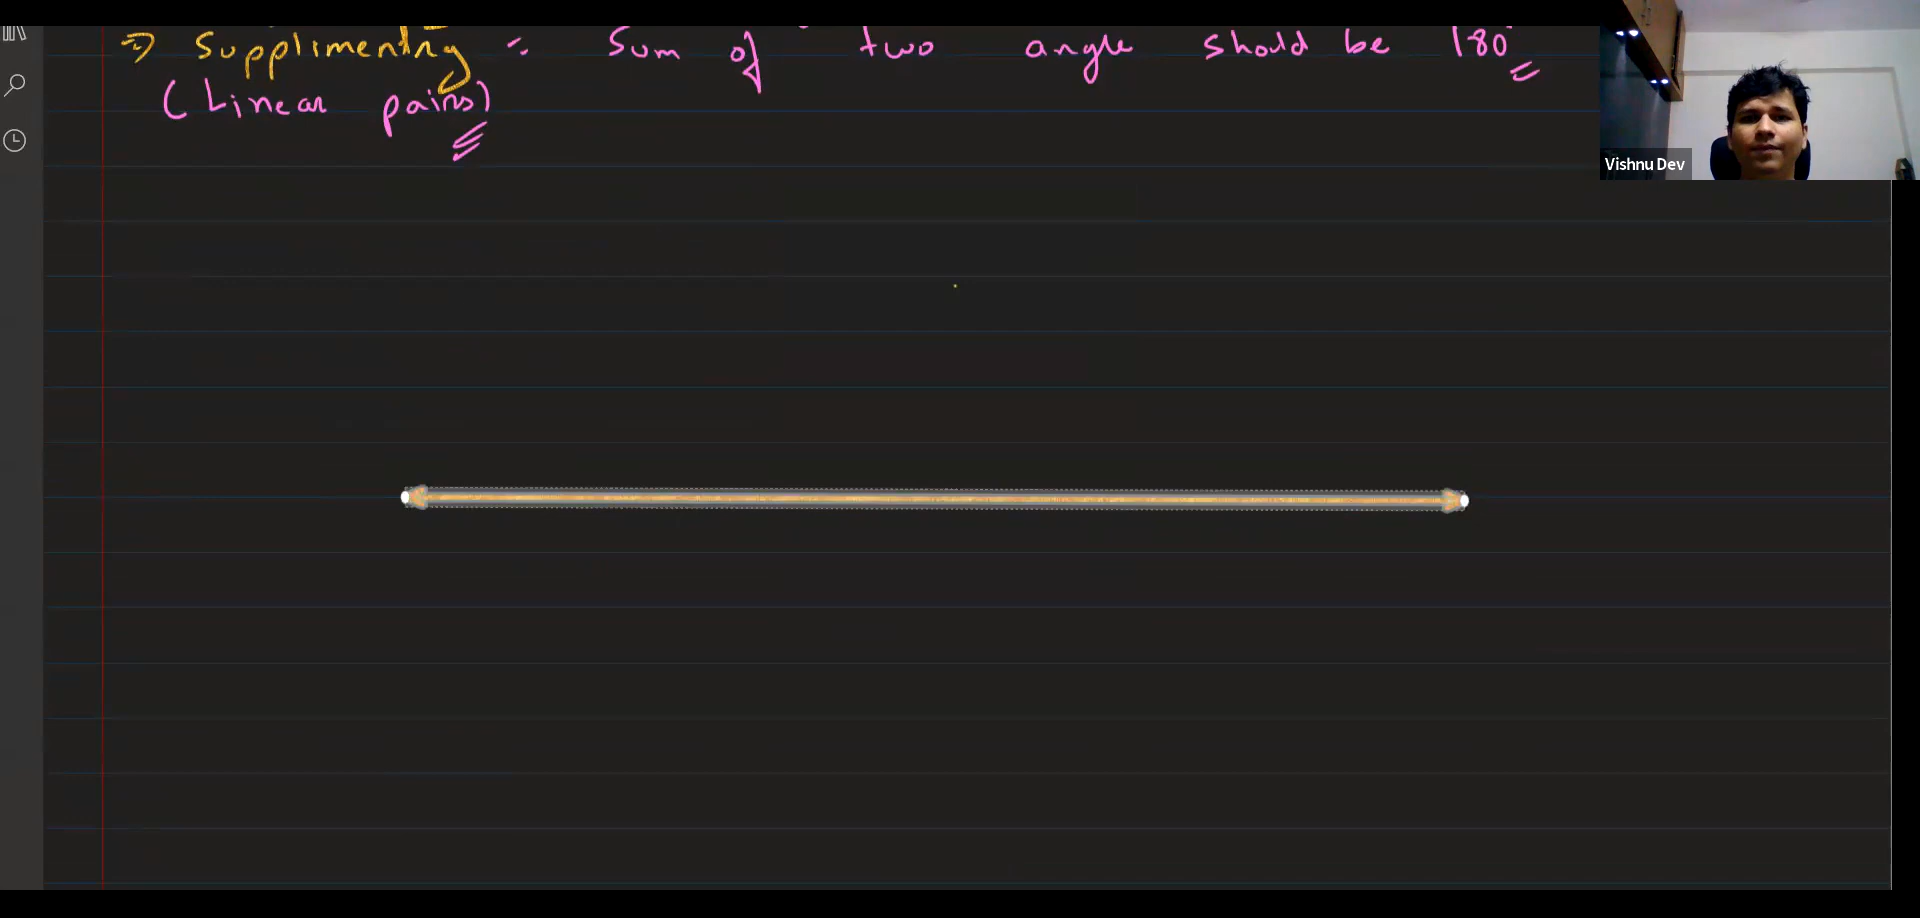 ⇒ Supplimentry :- Sum of two angle should be 180°
(Linear pairs)
Vishnu Dev